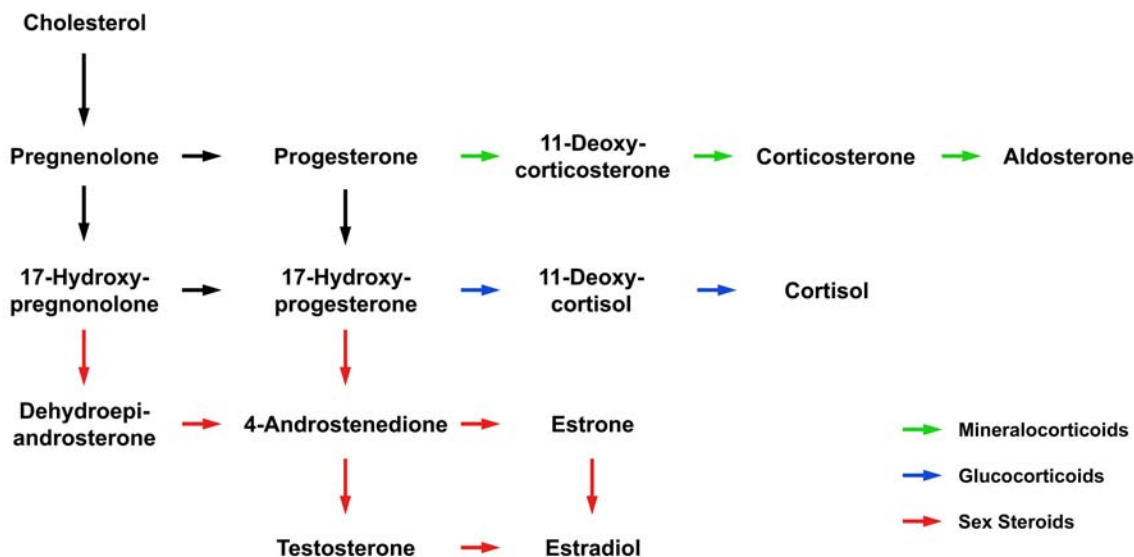 Cholesterol
Pregnenolone
Progesterone
11-Deoxy-
corticosterone
Corticosterone
Aldosterone
17-Hydroxy-
pregnonolone
17-Hydroxy-
progesterone
11-Deoxy-
cortisol
Cortisol
Dehydroepi-
androsterone
4-Androstenedione
Estrone
Testosterone
Estradiol
Mineralocorticoids
Glucocorticoids
Sex Steroids